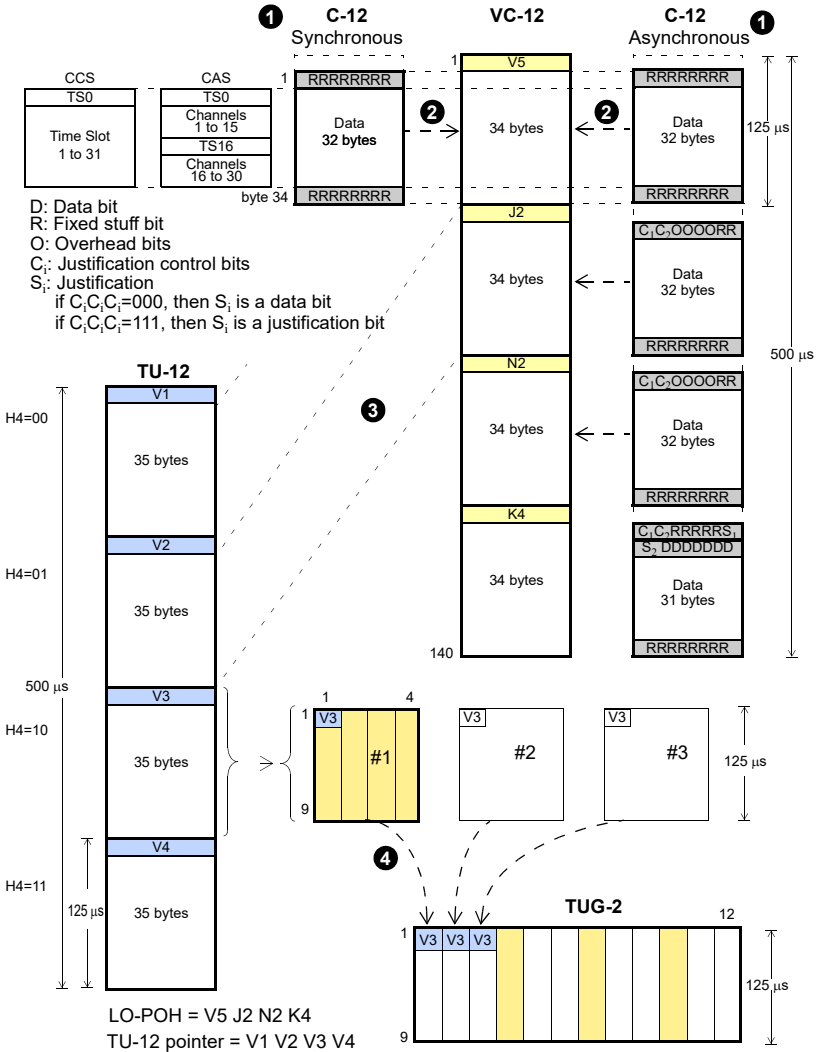 ❶ C-12
Synchronous
VC-12
C-12 ❶
Asynchronous
CCS
TS0
Time Slot
1 to 31
CAS
TS0
Channels
1 to 15
TS16
Channels
16 to 30
1
RRRRRRRR
Data
32 bytes
byte 34
RRRRRRRR
❷
1
V5
34 bytes
J2
34 bytes
N2
34 bytes
K4
34 bytes
140
❷
RRRRRRRR
Data
32 bytes
RRRRRRRR
C₁C₂OOOORR
Data
32 bytes
RRRRRRRR
C₁C₂OOOORR
Data
32 bytes
RRRRRRRR
C₁C₂RRRRRS₁
S₂ DDDDDDD
Data
31 bytes
RRRRRRRR
125 μs
500 μs
D: Data bit
R: Fixed stuff bit
O: Overhead bits
Cᵢ: Justification control bits
Sᵢ: Justification
if CᵢCᵢCᵢ=000, then Sᵢ is a data bit
if CᵢCᵢCᵢ=111, then Sᵢ is a justification bit
TU-12
V1
35 bytes
V2
35 bytes
V3
35 bytes
V4
35 bytes
H4=00
H4=01
500 μs
H4=10
H4=11
125 μs
❸
1 4
1
V3
#1
9
V3
#2
V3
#3
125 μs
❹
TUG-2
12
1
V3 V3 V3
9
125 μs
LO-POH = V5 J2 N2 K4
TU-12 pointer = V1 V2 V3 V4